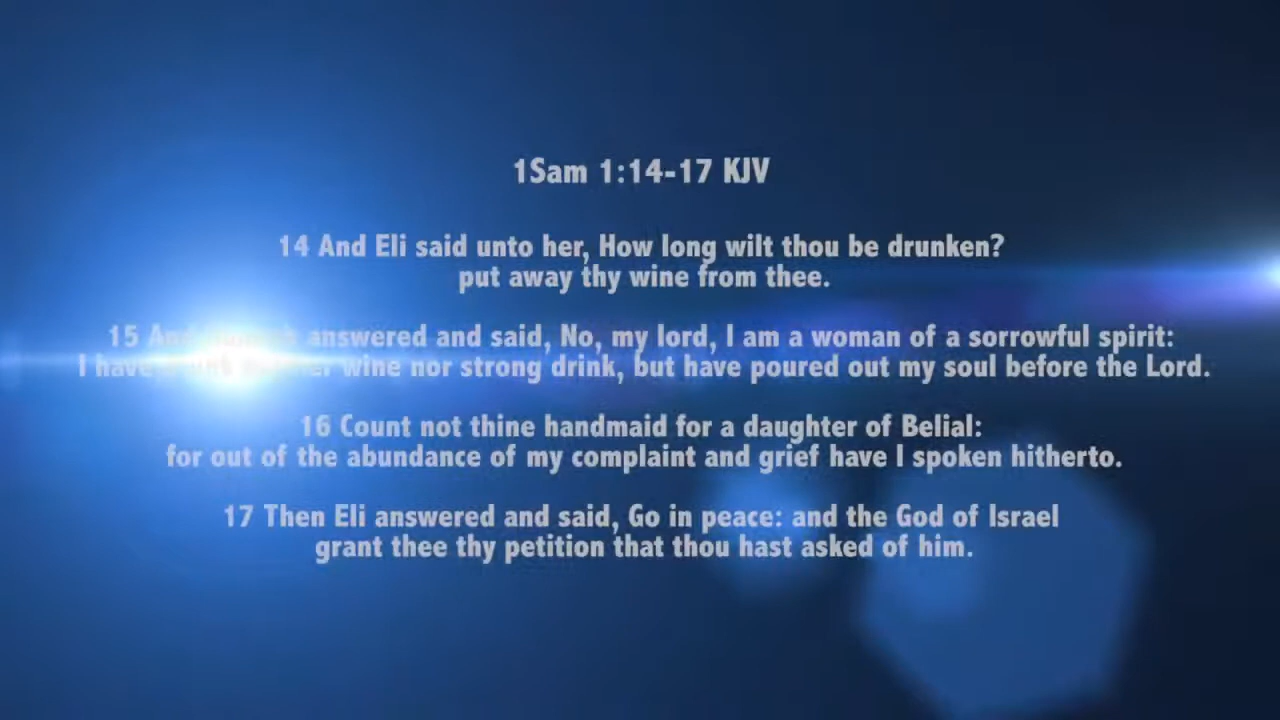 1Sam 1:14-17 KJV
14 And Eli said unto her, How long wilt thou be drunken?
put away thy wine from thee.
15 And answered and said, No, my lord, I am a woman of a sorrowful spirit:
I have wine nor strong drink, but have poured out my soul before the Lord.
16 Count not thine handmaid for a daughter of Belial:
for out of the abundance of my complaint and grief have I spoken hitherto.
17 Then Eli answered and said, Go in peace: and the God of Israel
grant thee thy petition that thou hast asked of him.